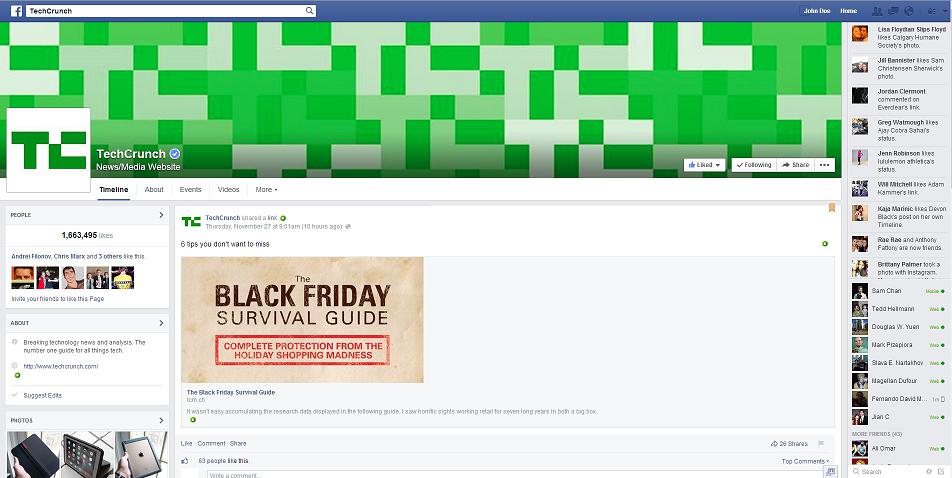 TechCrunch
John Doe
Home
TC
TechCrunch
News/Media Website
Liked
Following
Share
Timeline
About
Events
Videos
More
PEOPLE
1,663,495 likes
Andrei Filonov, Chris Marx and 3 others like this.
Invite your friends to like this Page
ABOUT
Breaking technology news and analysis. The
number one guide for all things tech.
http://www.techcrunch.com/
Suggest Edits
PHOTOS
TC
TechCrunch shared a link
Thursday, November 27 at 9:01am (10 hours ago)
6 tips you don't want to miss
The
BLACK FRIDAY
SURVIVAL GUIDE
COMPLETE PROTECTION FROM THE
HOLIDAY SHOPPING MADNESS
The Black Friday Survival Guide
tcrn.ch
It wasn't easy accumulating the research data displayed in the following guide. I saw horrific sights working retail for seven long years in both a big box..
Like · Comment · Share
26 Shares
63 people like this.
Top Comments
Write a comment...
Lisa Floydian Slips Floyd
likes Calgary Humane
Society's photo.
Jill Bannister likes Sam
Christensen Sherwick's
photo.
Jordan Clermont
commented on
Everclear's link.
Greg Watmough likes
Ajay Cobra Sahai's
status.
Jenn Robinson likes
lululemon athletica's
status.
Will Mitchell likes Adam
Kammer's link.
Kaja Marinic likes Devon
Black's post on her own
Timeline.
Rae Rae and Anthony
Fattony are now friends.
Brittany Palmer took a
photo with Instagram.
Sam Chan
Mobile
Tedd Hellmann
Web
Douglas W. Yuen
Web
Mark Przepiora
Web
Slava E. Nartakhov
Web
Magellan Dufour
Web
Fernando David M...
1m
Jian C
Web
MORE FRIENDS (43)
Ali Omar
Web
Search